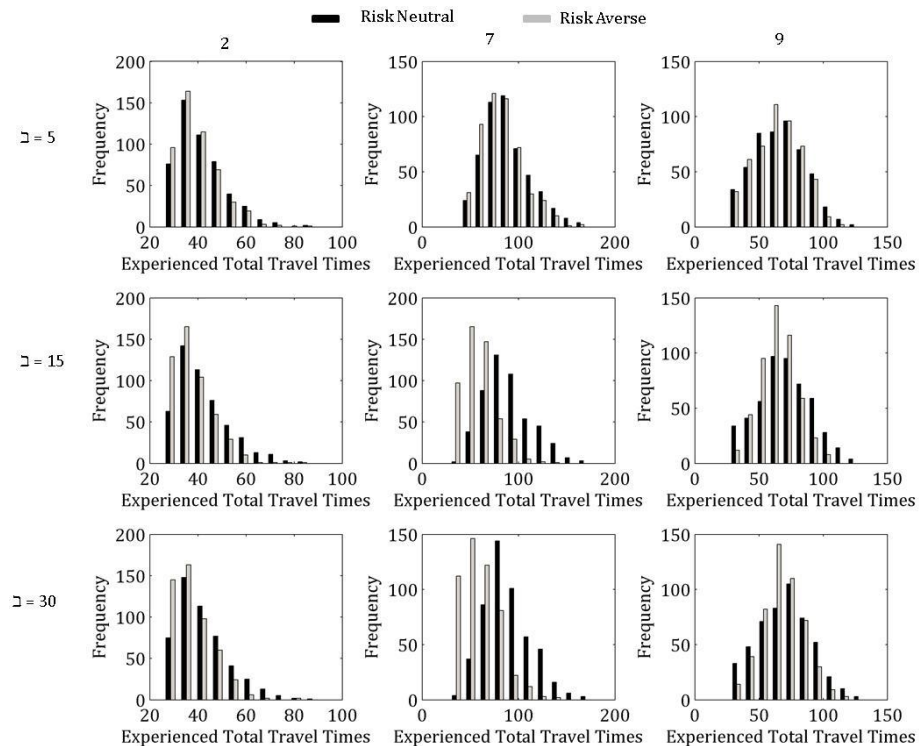 Risk Neutral Risk Averse
2 7 9
ב = 5
200 150 100 50 0
Frequency
20 40 60 80 100
Experienced Total Travel Times
150 100 50 0
Frequency
0 100 200
Experienced Total Travel Times
150 100 50 0
Frequency
0 50 100 150
Experienced Total Travel Times
ב = 15
200 150 100 50 0
Frequency
20 40 60 80 100
Experienced Total Travel Times
200 150 100 50 0
Frequency
0 100 200
Experienced Total Travel Times
150 100 50 0
Frequency
0 50 100 150
Experienced Total Travel Times
ב = 30
200 150 100 50 0
Frequency
20 40 60 80 100
Experienced Total Travel Times
150 100 50 0
Frequency
0 100 200
Experienced Total Travel Times
150 100 50 0
Frequency
0 50 100 150
Experienced Total Travel Times